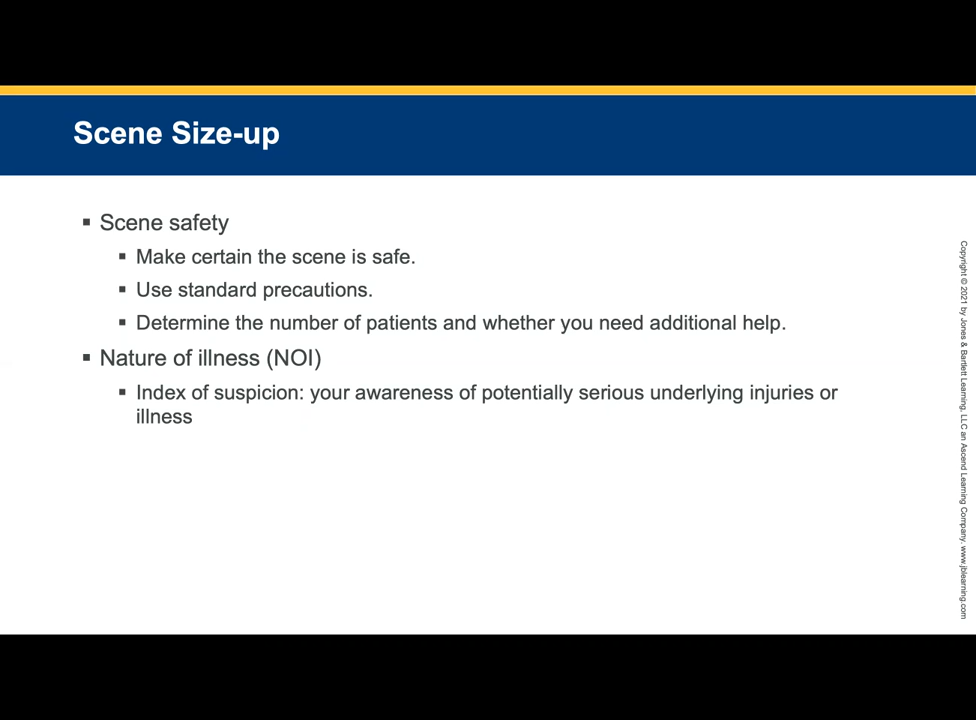 Scene Size-up
▪ Scene safety
▪ Make certain the scene is safe.
▪ Use standard precautions.
▪ Determine the number of patients and whether you need additional help.
▪ Nature of illness (NOI)
▪ Index of suspicion: your awareness of potentially serious underlying injuries or
illness
Copyright © 2021 by Jones & Bartlett Learning, LLC an Ascend Learning Company. www.jblearning.com